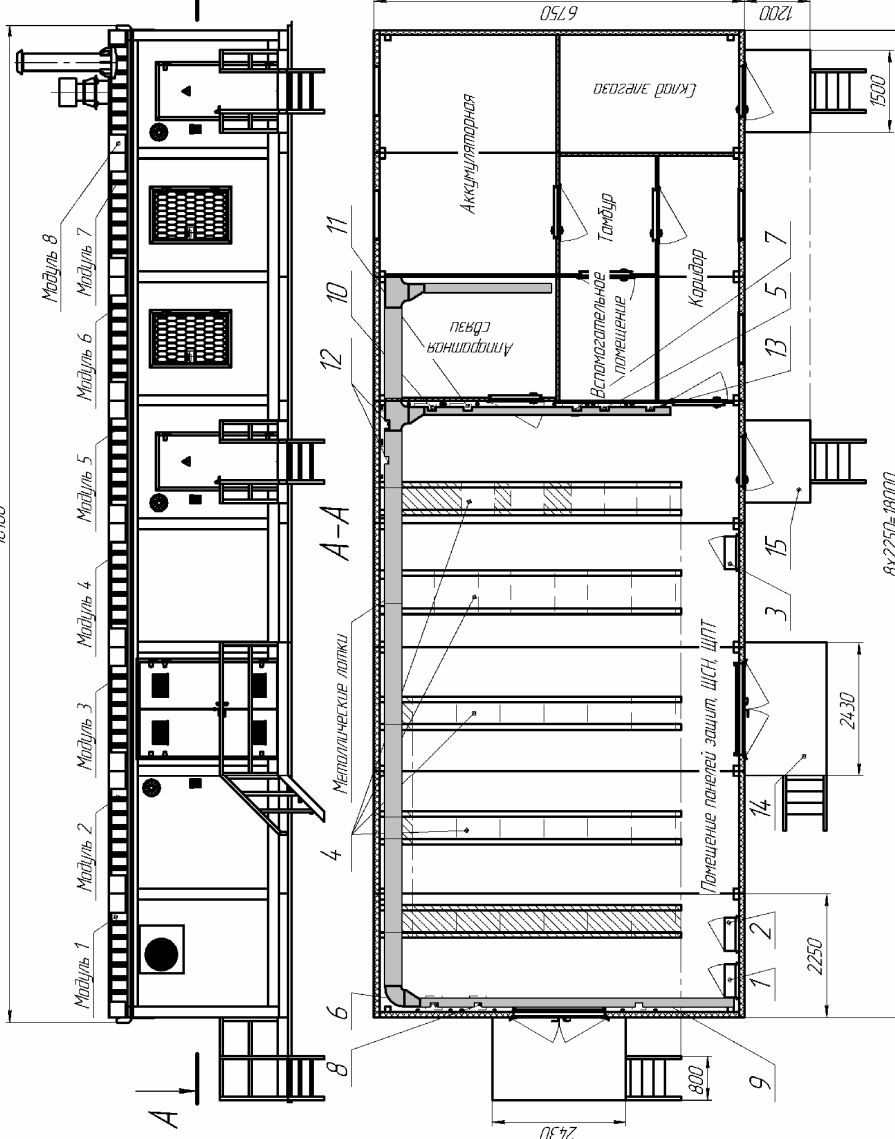 Модуль 1
Модуль 2
Модуль 3
Модуль 4
Модуль 5
Модуль 6
Модуль 7
Модуль 8
А
А-А
6
4
Металлические лотки
12
10
11
8
Аппаратная
связи
Аккумуляторная
Склад элегаза
Тамбур
Вспомогательное
помещение
Коридор
Помещение панелей защит, ЩСН, ЩПТ
9
1
2
14
3
15
13
5
7
6750
1200
1500
2430
2250
800
2430
8х2250=18000